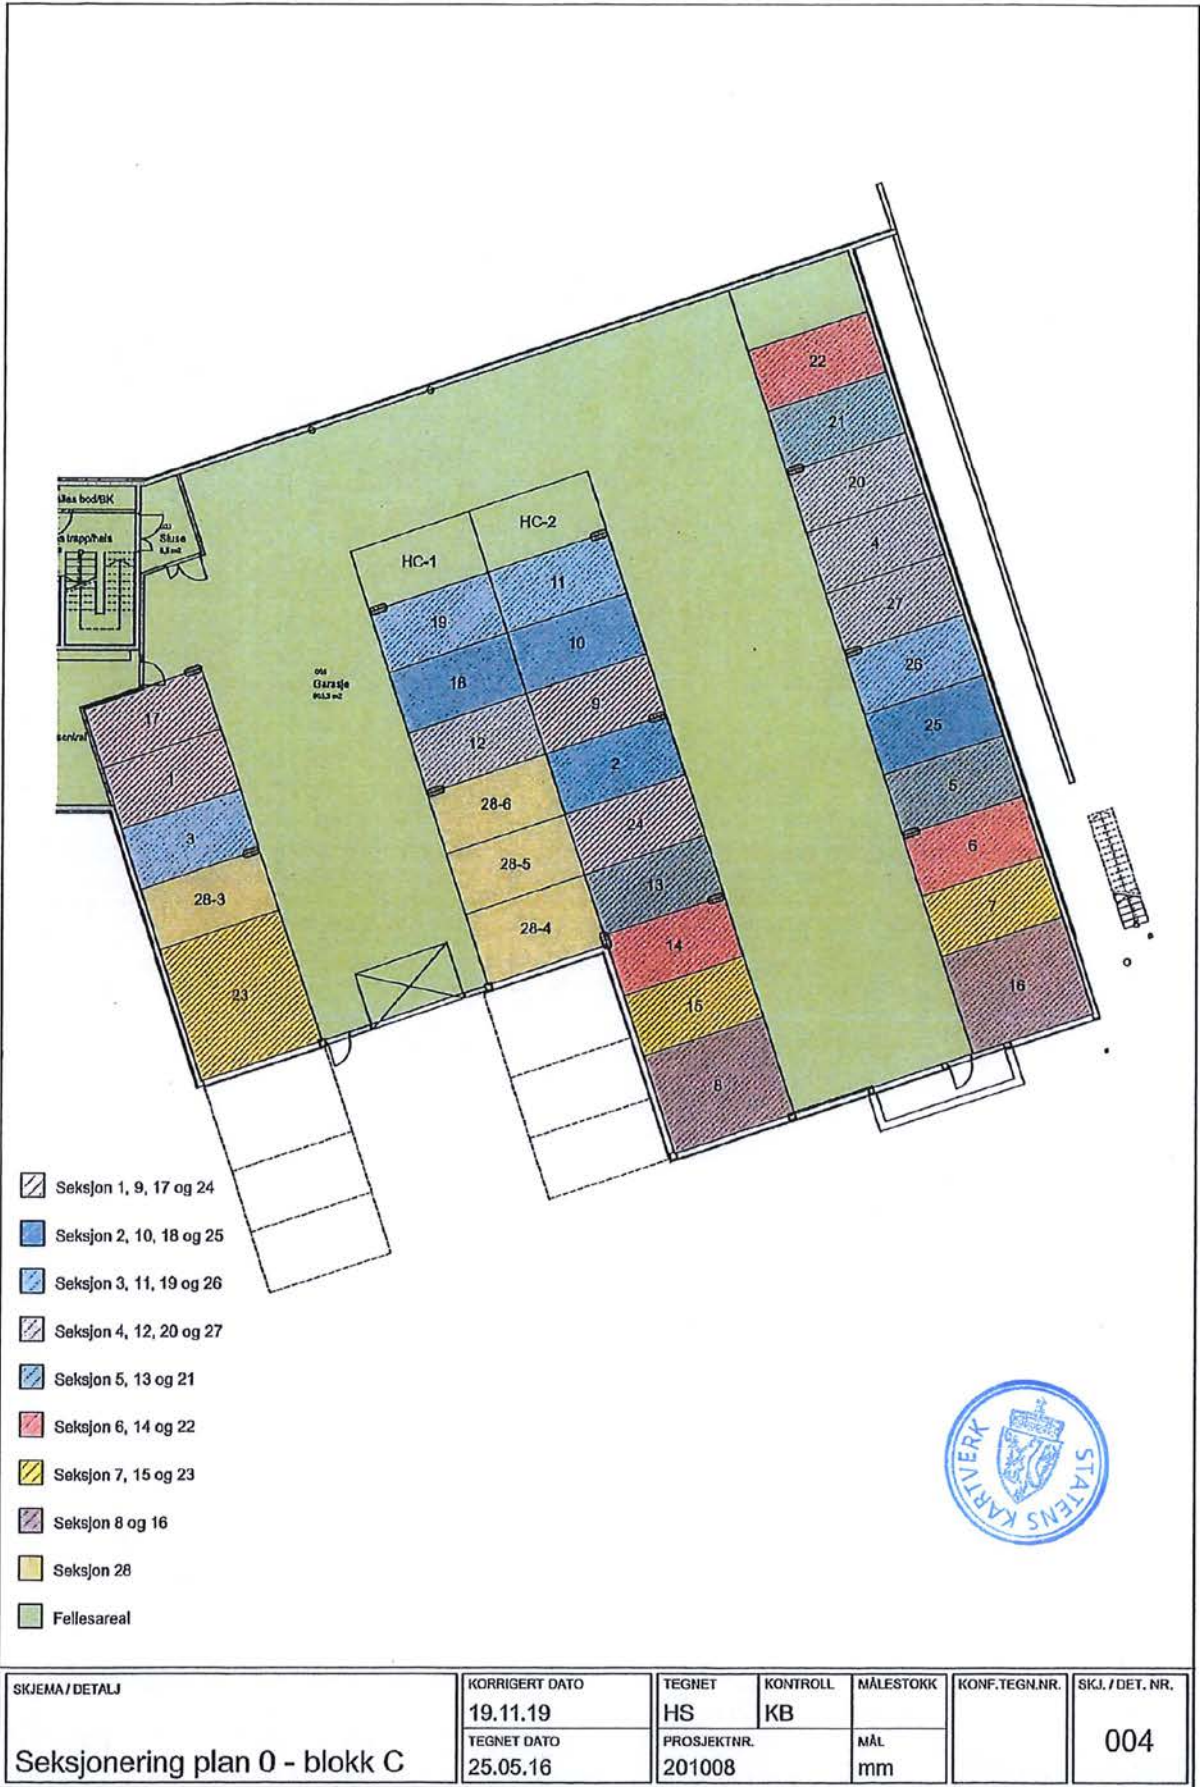 22
21
20
4
27
26
25
5
6
7
16
HC-2
HC-1
11
19
10
18
9
12
2
28-6
24
28-5
13
28-4
14
15
8
bod/BK
Sluse
Garasje
17
1
3
28-3
23
Seksjon 1, 9, 17 og 24
Seksjon 2, 10, 18 og 25
Seksjon 3, 11, 19 og 26
Seksjon 4, 12, 20 og 27
Seksjon 5, 13 og 21
Seksjon 6, 14 og 22
Seksjon 7, 15 og 23
Seksjon 8 og 16
Seksjon 28
Fellesareal
STATENS KARTVERK
SKJEMA / DETALJ
Seksjonering plan 0 - blokk C
KORRIGERT DATO
19.11.19
TEGNET DATO
25.05.16
TEGNET
HS
KONTROLL
KB
PROSJEKTNR.
201008
MÅLESTOKK
MÅL
mm
KONF.TEGN.NR.
SKJ. / DET. NR.
004